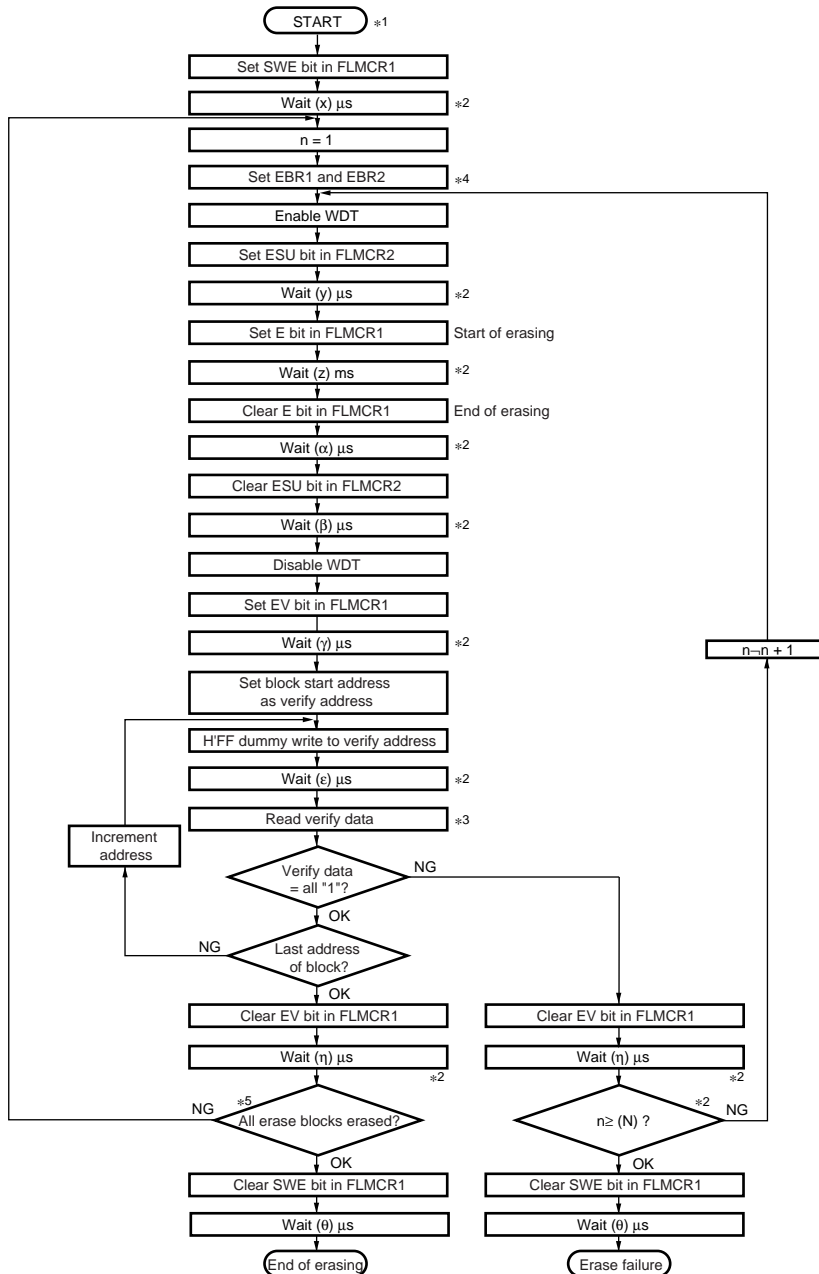 START *1
Set SWE bit in FLMCR1
Wait (x) μs *2
n = 1
Set EBR1 and EBR2 *4
Enable WDT
Set ESU bit in FLMCR2
Wait (y) μs *2
Set E bit in FLMCR1 Start of erasing
Wait (z) ms *2
Clear E bit in FLMCR1 End of erasing
Wait (α) μs *2
Clear ESU bit in FLMCR2
Wait (β) μs *2
Disable WDT
Set EV bit in FLMCR1
Wait (γ) μs *2
n¬n + 1
Set block start address
as verify address
H'FF dummy write to verify address
Wait (ε) μs *2
Read verify data *3
Increment
address
Verify data
= all "1"?
NG
OK
NG
Last address
of block?
OK
Clear EV bit in FLMCR1
Clear EV bit in FLMCR1
Wait (η) μs
*2
Wait (η) μs
*2
NG
*5
All erase blocks erased?
*2
n≥ (N) ?
NG
OK
OK
Clear SWE bit in FLMCR1
Clear SWE bit in FLMCR1
Wait (θ) μs
Wait (θ) μs
End of erasing
Erase failure